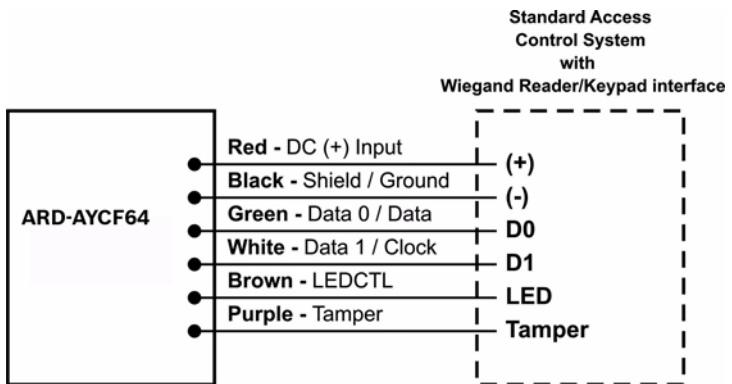 Standard Access
Control System
with
Wiegand Reader/Keypad interface
Red - DC (+) Input
(+)
Black - Shield / Ground
(-)
ARD-AYCF64
Green - Data 0 / Data
D0
White - Data 1 / Clock
D1
Brown - LEDCTL
LED
Purple - Tamper
Tamper